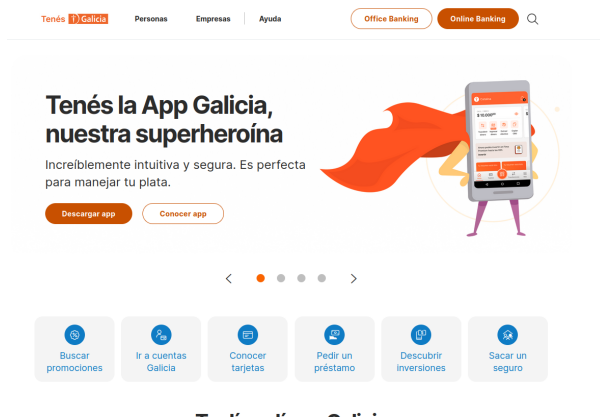 Tenés Galicia
Personas
Empresas
Ayuda
Office Banking
Online Banking
Tenés la App Galicia,
nuestra superheroína
Increíblemente intuitiva y segura. Es perfecta
para manejar tu plata.
Descargar app
Conocer app
Buscar
promociones
Ir a cuentas
Galicia
Conocer
tarjetas
Pedir un
préstamo
Descubrir
inversiones
Sacar un
seguro